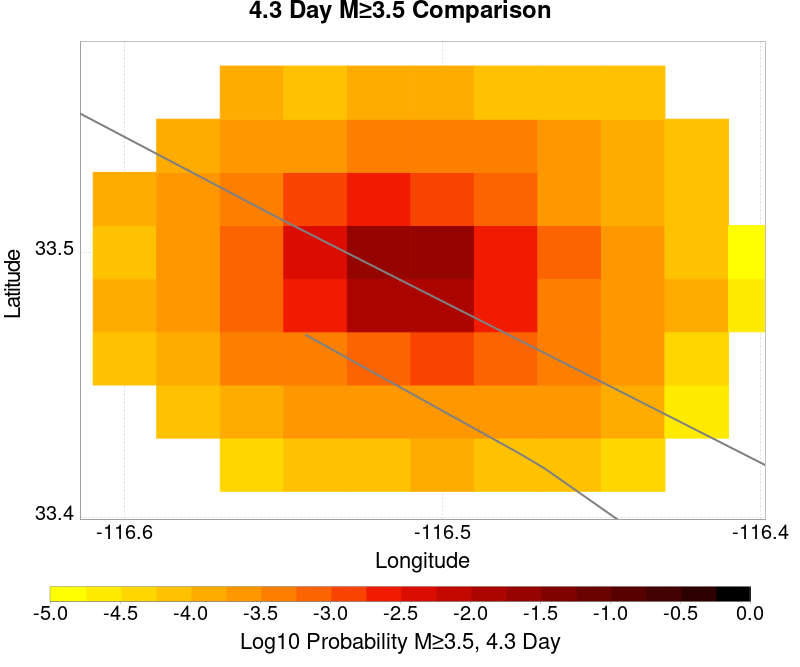 4.3 Day M≥3.5 Comparison
Latitude
33.5
33.4
-116.6 -116.5 -116.4
Longitude
-5.0 -4.5 -4.0 -3.5 -3.0 -2.5 -2.0 -1.5 -1.0 -0.5 0.0
Log10 Probability M≥3.5, 4.3 Day